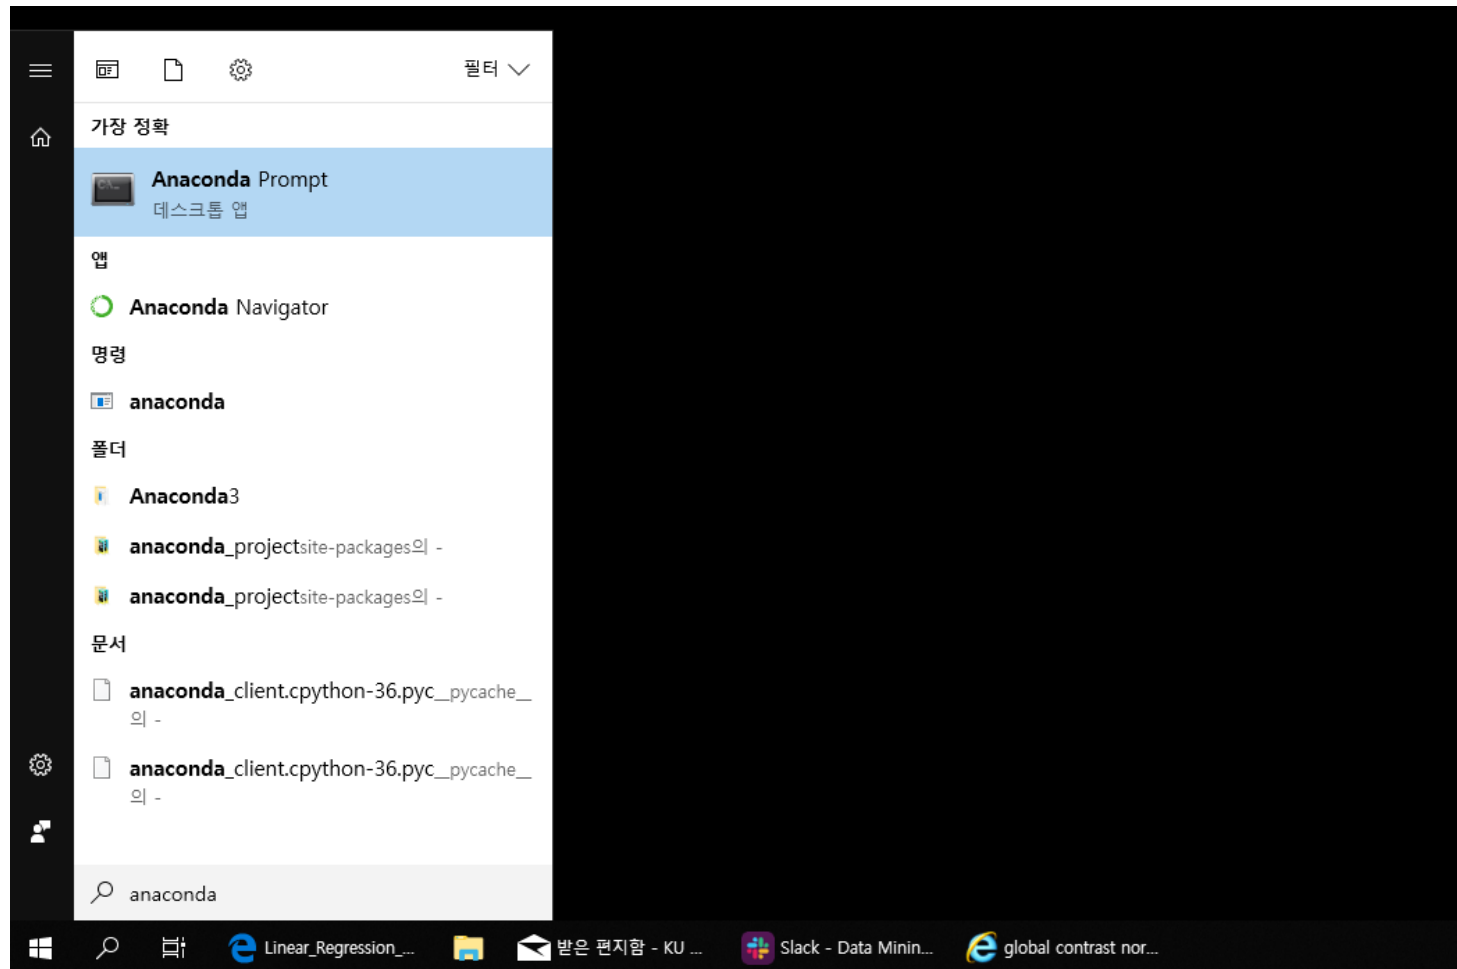 필터
가장 정확
Anaconda Prompt
데스크톱 앱
앱
Anaconda Navigator
명령
anaconda
폴더
Anaconda3
anaconda_projectsite-packages의 -
anaconda_projectsite-packages의 -
문서
anaconda_client.cpython-36.pyc__pycache__
의 -
anaconda_client.cpython-36.pyc__pycache__
의 -
anaconda
Linear_Regression_... 받은 편지함 - KU ... Slack - Data Minin... global contrast nor...